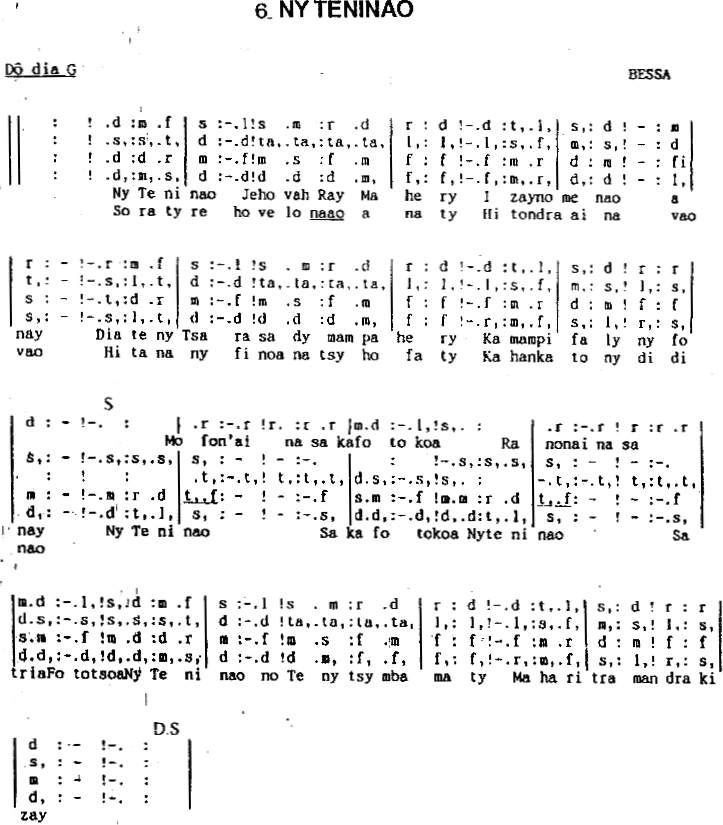 6. NY TENINAO
Dô dia G BESSA
|| : ! .d :m .f | s :-.l!s .m :r .d | r : d !-.d :t,.l,| s,: d ! - : m
|| : ! .s,:s,.t, d :-.d!ta,.ta,:ta,.ta, l,: l,!-.l,:s,.f, m,: s,! - : d
|| : ! .d :d .r m :-.f!m .s :f .m f : f !-.f :m .r d : m! - : fi
|| : ! .d,:m,.s, d :-.d!d .d :d .m, f,: f,!-.f,:m,.r, d,: d ! - : l,
Ny Te ni nao Jeho vah Ray Ma he ry I zayno me nao a
So ra ty re ho ve lo naao a na ty Hi tondra ai na vao
| r : - !-.r :m .f | s :-.l !s . m :r .d | r : d !-.d :t,.l,| s,: d ! r : r |
t,: - !-.s,:l,.t, d :-.d !ta,.ta,:ta,.ta, l,: l,!-.l,:s,.f, m,: s,! l,: s,
s : - !-.t,:d .r m :-.f !m .s :f .m f : f !-.f :m .r d : m ! f : f
s,: - !-.s,:l,.t, d :-.d !d .d :d .m, f : f !-.r,:m,.f, s,: l,! r,: s,
nay Dia te ny Tsa ra sa dy mam pa he ry Ka mampi fa ly ny fo
vao Hi ta na ny fi noa na tsy ho fa ty Ka hanka to ny di di
S
| d : - !-. : | .r :-.r !r. :r .r |m.d :-.l,!s,. : | .r :-.r ! r :r .r |
Mo fon'ai na sa kafo to koa Ra nonai na sa
s,: - !-.s,:s,.s, s, : - ! - :-. : !-.s,:s,.s, s, : - ! - :-.
: ! : .t,:-.t,! t,:t,.t, d.s,:-.s,!s,. : -.t,:-.t,! t,:t,.t,
m : - !-.m :r .d t,.f: - ! - :-.f s.m :-.f !m.m :r .d t,.f: - ! - :-.f
d,: - !-.d :t,.l, s, : - ! - :-.s, d.d,:-.d,!d,.d:t,.l, s, : - ! - :-.s,
nay Ny Te ni nao Sa ka fo tokoa Nyte ni nao Sa
nao
|m.d :-.l,!s,.d :m .f | s :-.l !s . m :r .d | r : d !-.d :t,.l,| s,: d ! r : r
d.s,:-.s,!s,.s,:s,.t, d :-.d !ta,.ta,:ta,.ta, l,: l,!-.l,:s,.f, m,: s,! l,: s,
s.m :-.f !m .d :d .r m :-.f !m .s :f .m f : f !-.f :m .r d : m ! f : f
d.d,:-.d,!d,.d,:m,.s, d :-.d !d .m, :f, .f, f,: f,!-.r,:m,.f, s,: l,! r,: s,
triaFo totsoaNy Te ni nao no Te ny tsy mba ma ty Ma ha ri tra man dra ki
D.S
| d : - !-. : |
s, : - !-. :
m : - !-. :
d, : - !-. :
zay